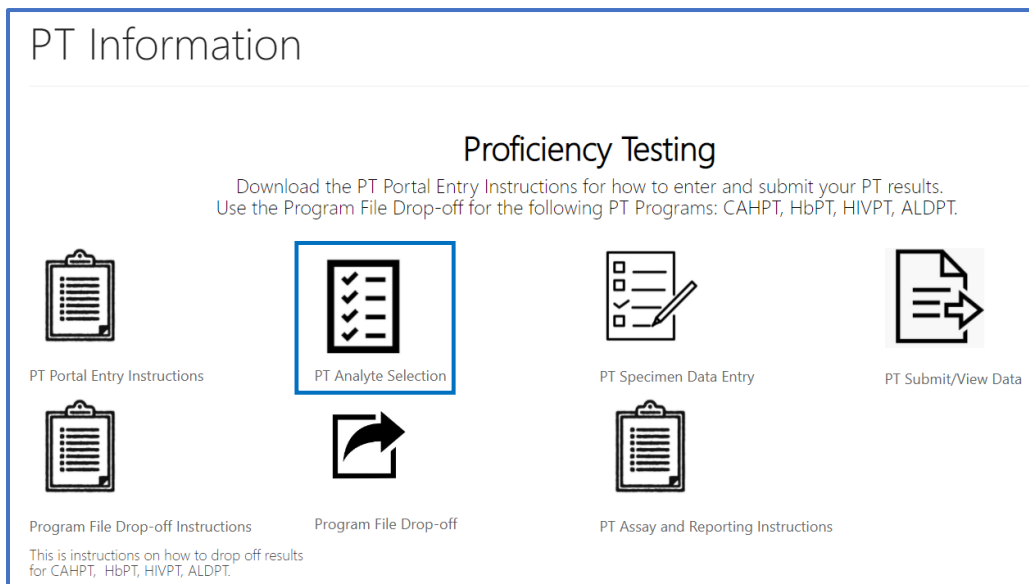 PT Information
Proficiency Testing
Download the PT Portal Entry Instructions for how to enter and submit your PT results.
Use the Program File Drop-off for the following PT Programs: CAHPT, HbPT, HIVPT, ALDPT.
PT Portal Entry Instructions
PT Analyte Selection
PT Specimen Data Entry
PT Submit/View Data
Program File Drop-off Instructions
This is instructions on how to drop off results
for CAHPT, HbPT, HIVPT, ALDPT.
Program File Drop-off
PT Assay and Reporting Instructions